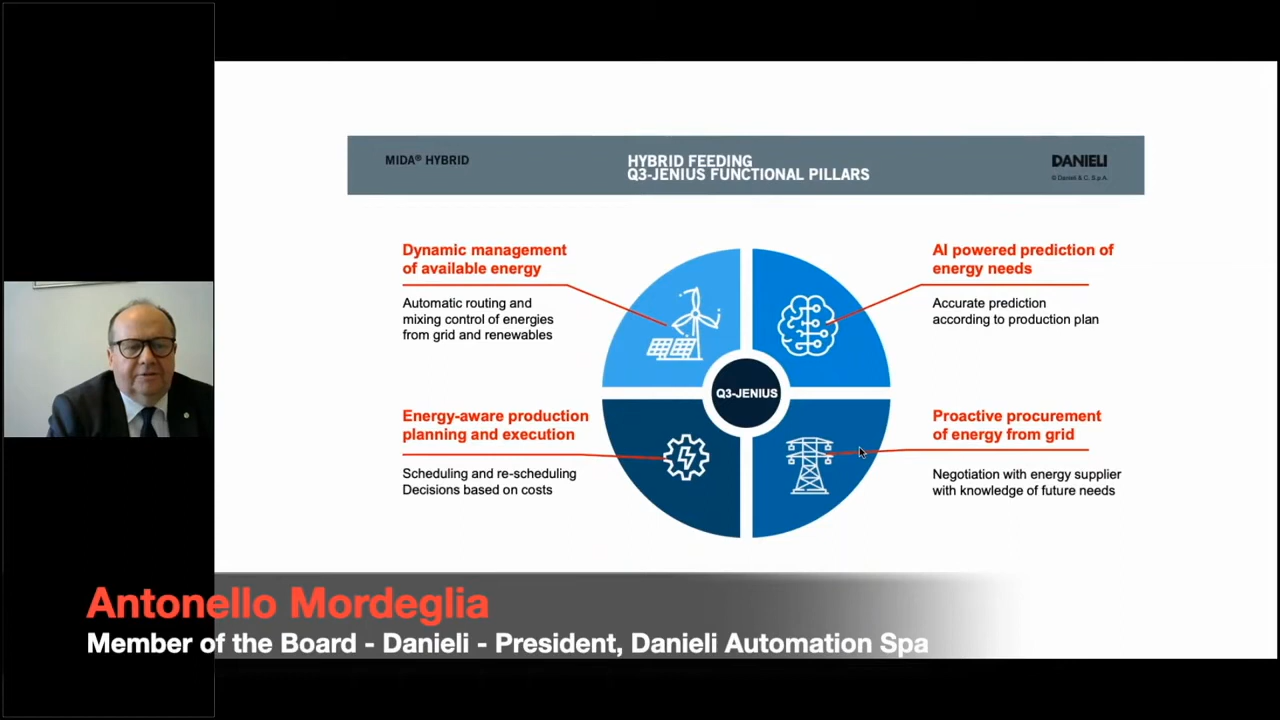 MIDA® HYBRID
HYBRID FEEDING
Q3-JENIUS FUNCTIONAL PILLARS
DANIELI
© Danieli & C. S.p.A.
Dynamic management
of available energy
Automatic routing and
mixing control of energies
from grid and renewables
AI powered prediction of
energy needs
Accurate prediction
according to production plan
Q3-JENIUS
Energy-aware production
planning and execution
Scheduling and re-scheduling
Decisions based on costs
Proactive procurement
of energy from grid
Negotiation with energy supplier
with knowledge of future needs
Antonello Mordeglia
Member of the Board - Danieli - President, Danieli Automation Spa